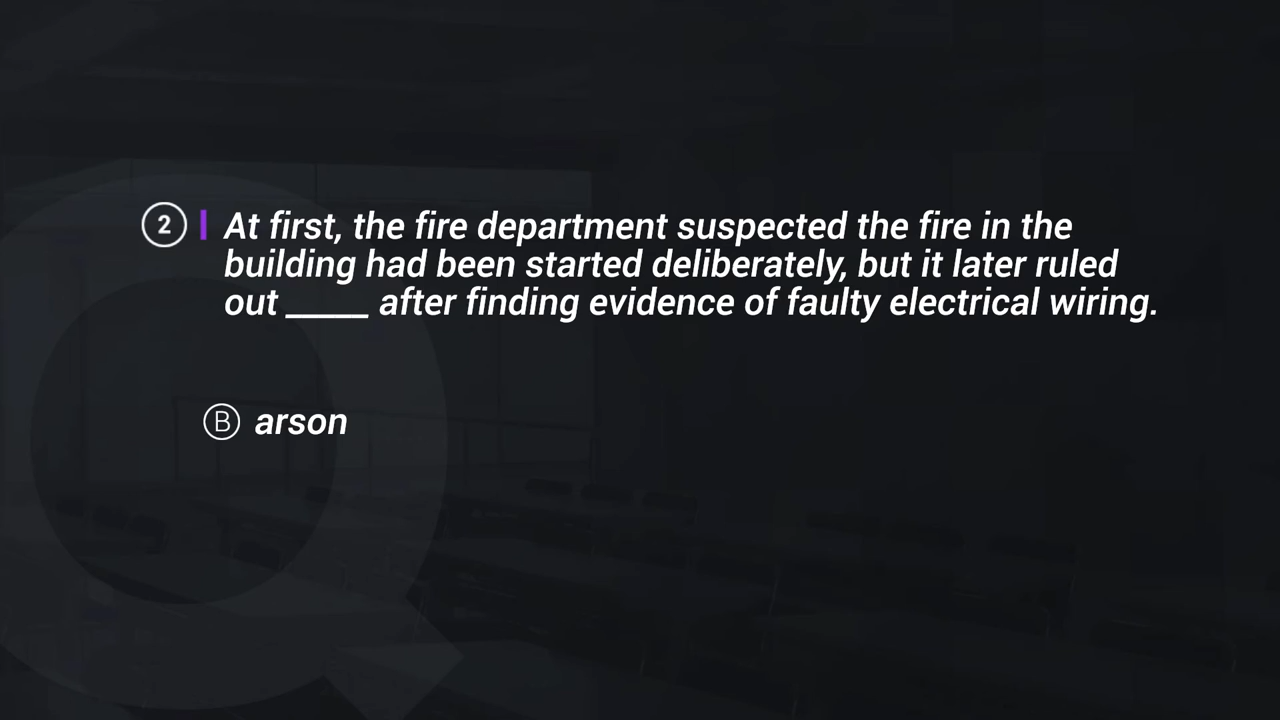 2 At first, the fire department suspected the fire in the
building had been started deliberately, but it later ruled
out _____ after finding evidence of faulty electrical wiring.
B arson